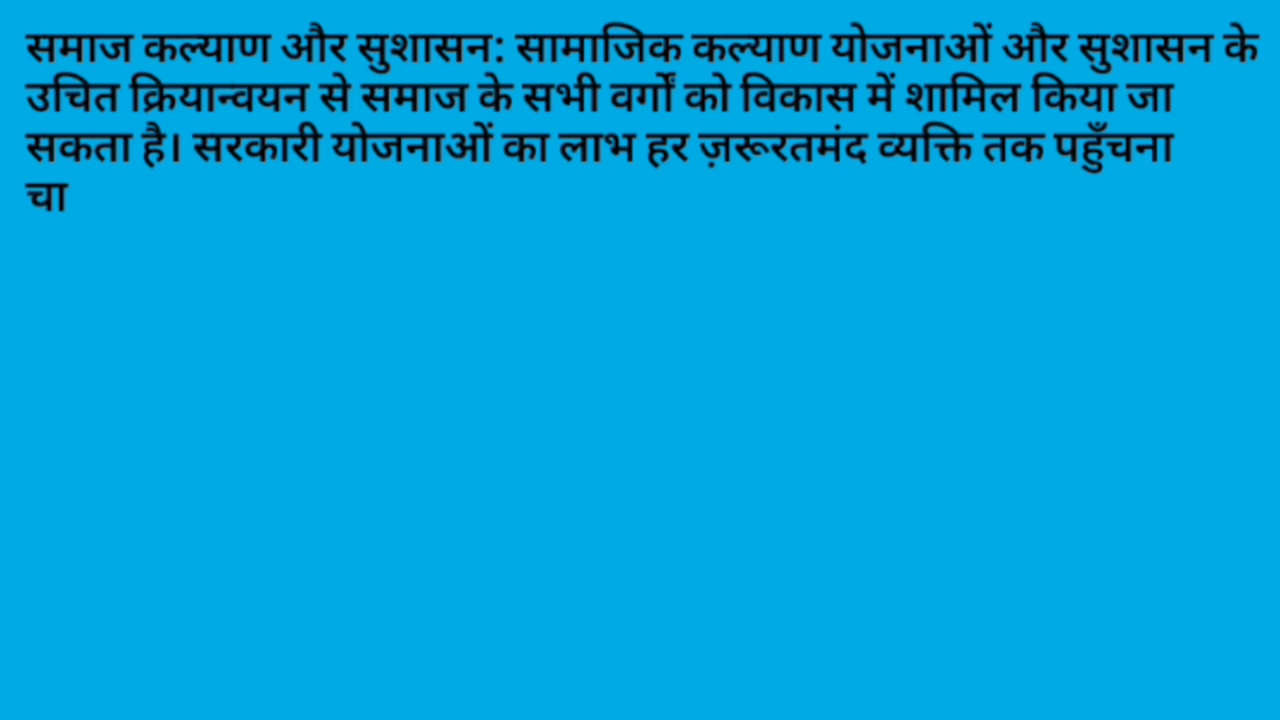 समाज कल्याण और सुशासन: सामाजिक कल्याण योजनाओं और सुशासन के
उचित क्रियान्वयन से समाज के सभी वर्गों को विकास में शामिल किया जा
सकता है। सरकारी योजनाओं का लाभ हर ज़रूरतमंद व्यक्ति तक पहुँचना
चा